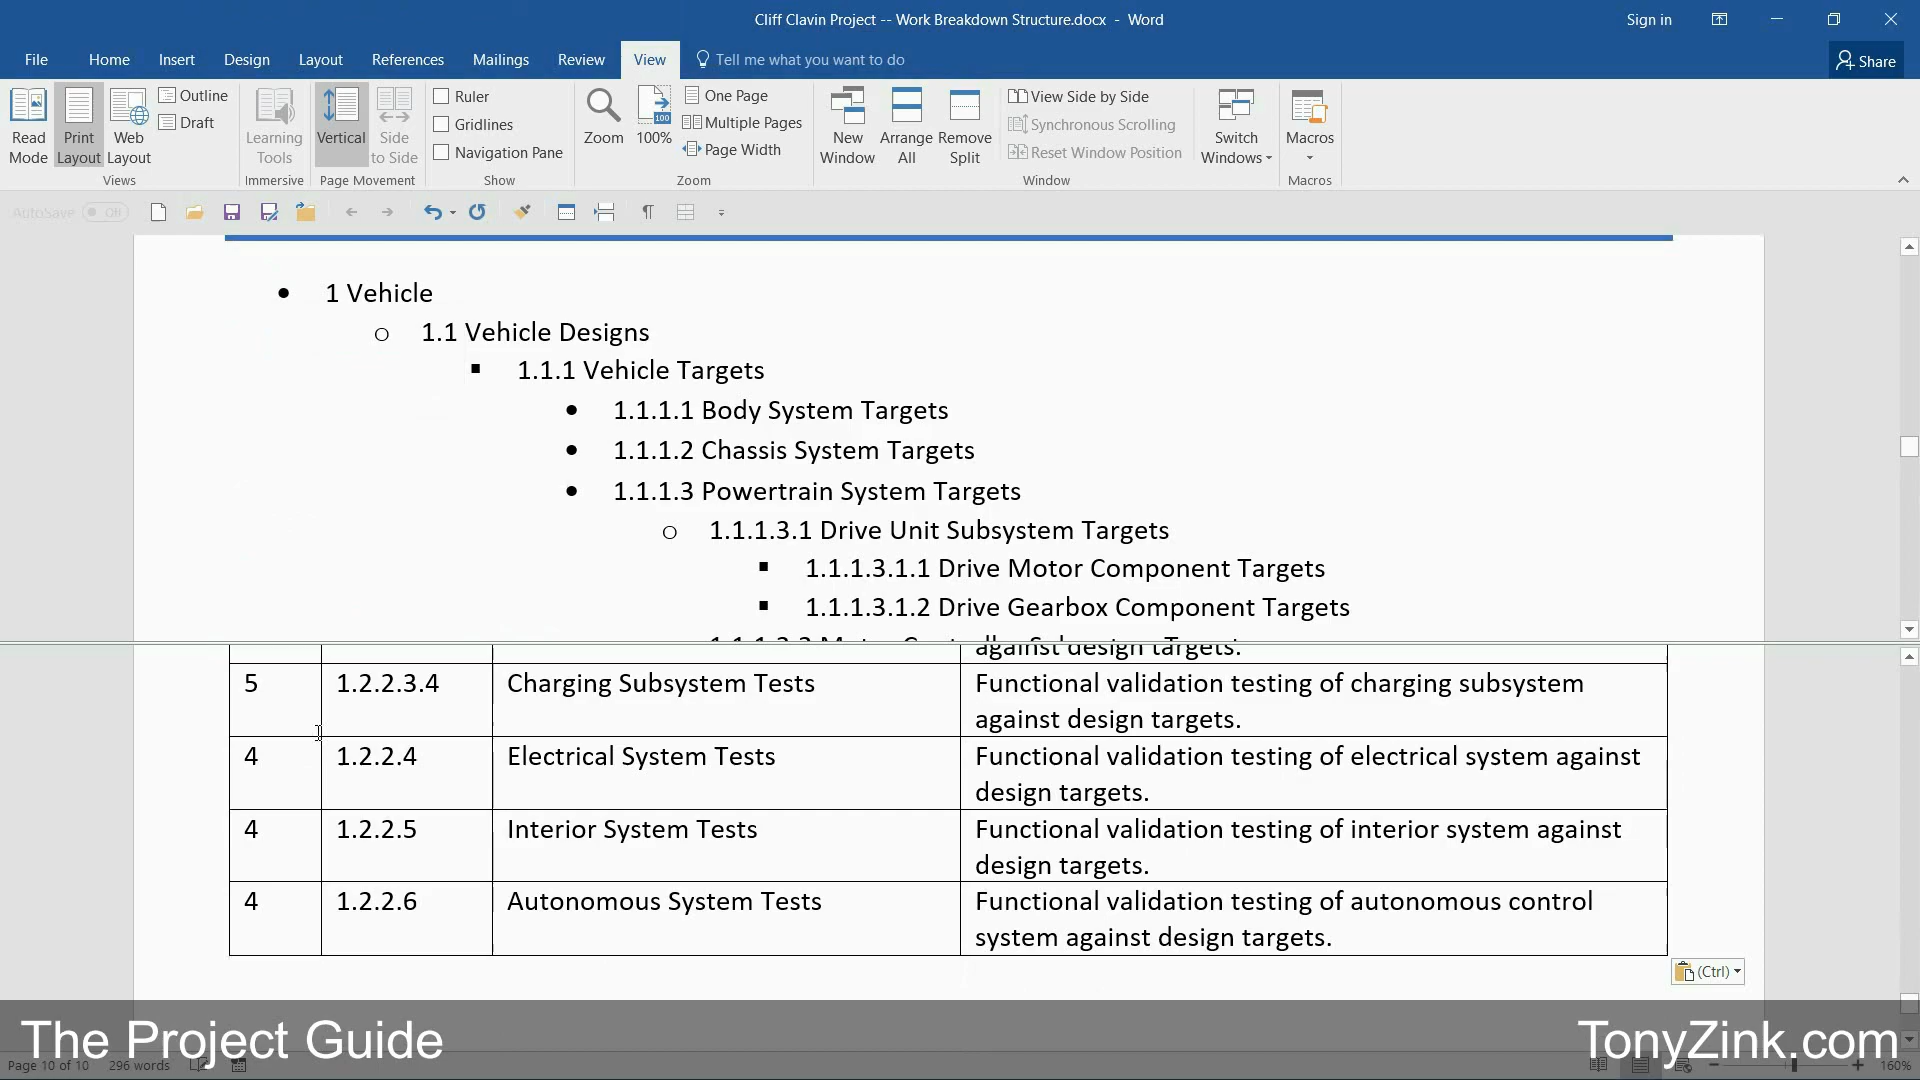 Cliff Clavin Project -- Work Breakdown Structure.docx - Word
Sign in
File Home Insert Design Layout References Mailings Review View Tell me what you want to do
Share
Read Mode
Print Layout
Web Layout
Outline
Draft
Views
Learning Tools
Immersive
Vertical
Side to Side
Page Movement
Ruler
Gridlines
Navigation Pane
Show
Zoom
100
100%
One Page
Multiple Pages
Page Width
Zoom
New Window
Arrange All
Remove Split
View Side by Side
Synchronous Scrolling
Reset Window Position
Window
Switch Windows
Macros
Macros
AutoSave Off
• 1 Vehicle
o 1.1 Vehicle Designs
▪ 1.1.1 Vehicle Targets
• 1.1.1.1 Body System Targets
• 1.1.1.2 Chassis System Targets
• 1.1.1.3 Powertrain System Targets
o 1.1.1.3.1 Drive Unit Subsystem Targets
▪ 1.1.1.3.1.1 Drive Motor Component Targets
▪ 1.1.1.3.1.2 Drive Gearbox Component Targets
against design targets.
5 1.2.2.3.4 Charging Subsystem Tests Functional validation testing of charging subsystem
against design targets.
4 1.2.2.4 Electrical System Tests Functional validation testing of electrical system against
design targets.
4 1.2.2.5 Interior System Tests Functional validation testing of interior system against
design targets.
4 1.2.2.6 Autonomous System Tests Functional validation testing of autonomous control
system against design targets.
(Ctrl)
The Project Guide
TonyZink.com
Page 10 of 10 296 words
160%